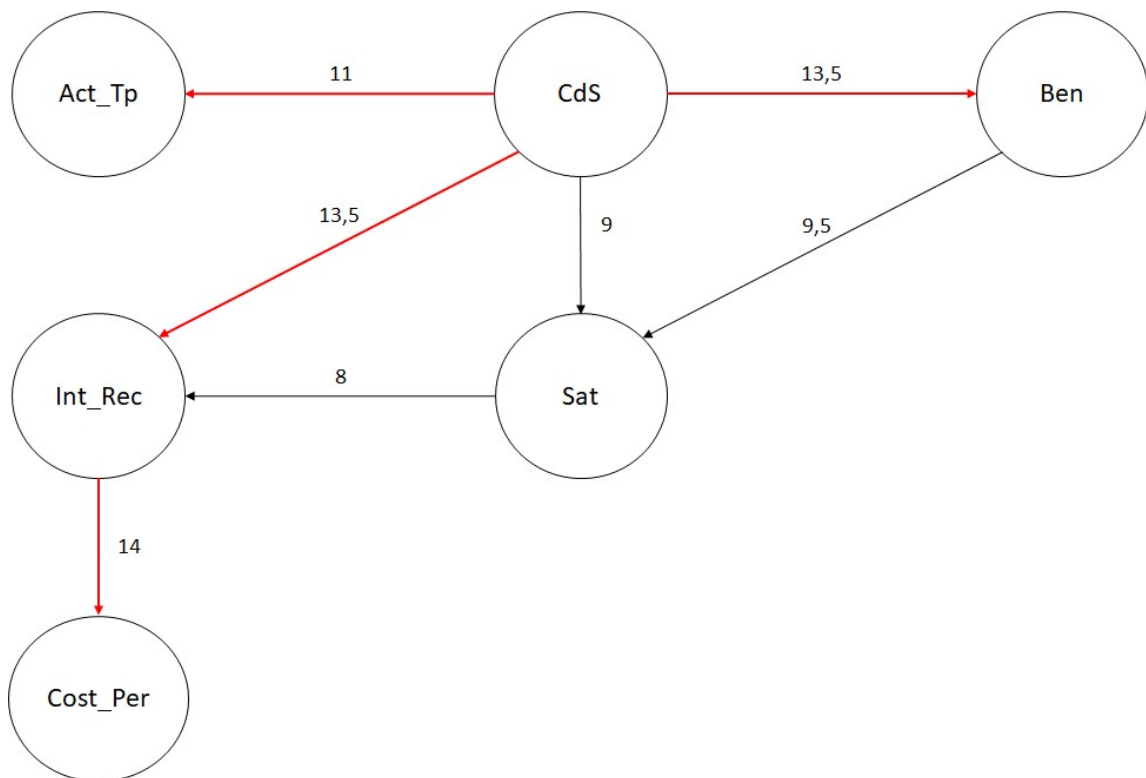 11
13,5
Act_Tp
CdS
Ben
13,5
9
9,5
8
Int_Rec
Sat
14
Cost_Per